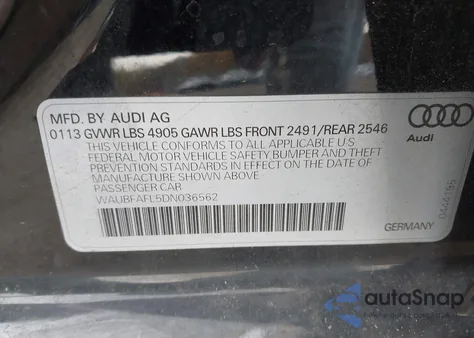 MFD. BY AUDI AG
0113 GVWR LBS 4905 GAWR LBS FRONT 2491/REAR 2546
THIS VEHICLE CONFORMS TO ALL APPLICABLE U.S
FEDERAL MOTOR VEHICLE SAFETY,BUMPER AND THEFT
PREVENTION STANDARDS IN EFFECT ON THE DATE OF
MANUFACTURE SHOWN ABOVE
PASSENGER CAR
WAUBFAFL5DN036562
Audi
GERMANY
autoSnap